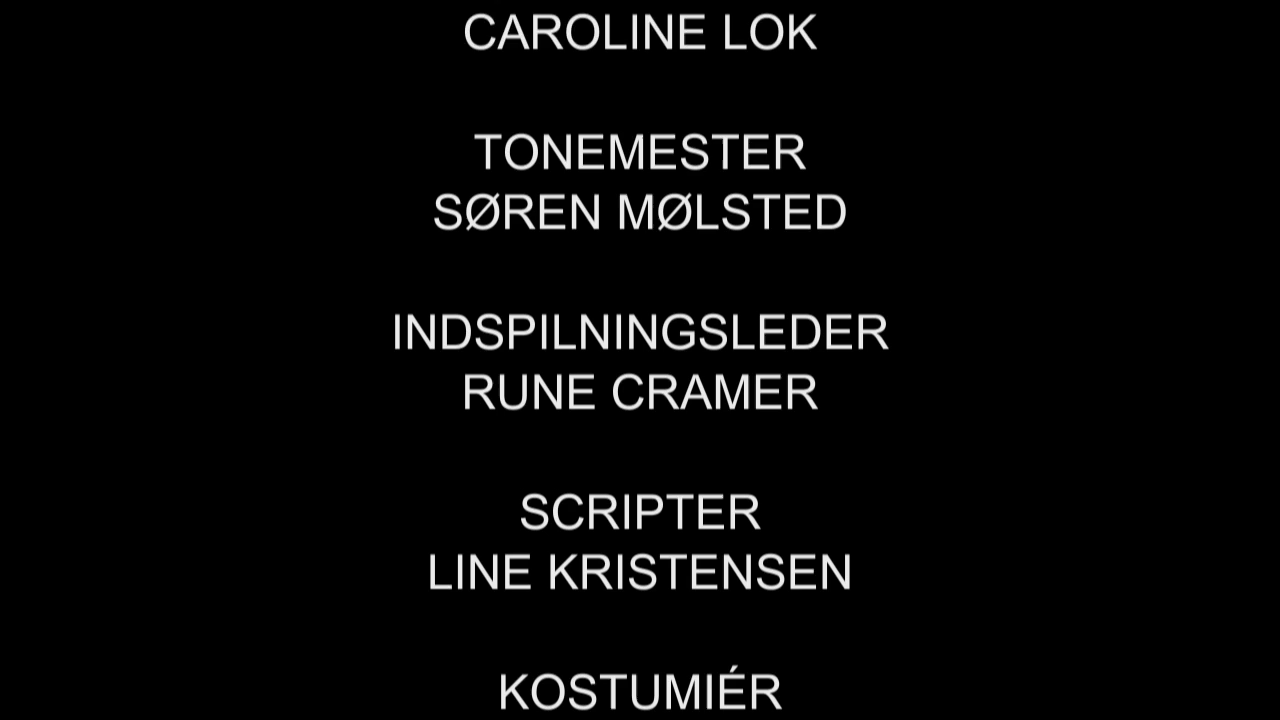 CAROLINE LOK
TONEMESTER
SØREN MØLSTED
INDSPILNINGSLEDER
RUNE CRAMER
SCRIPTER
LINE KRISTENSEN
KOSTUMIÉR